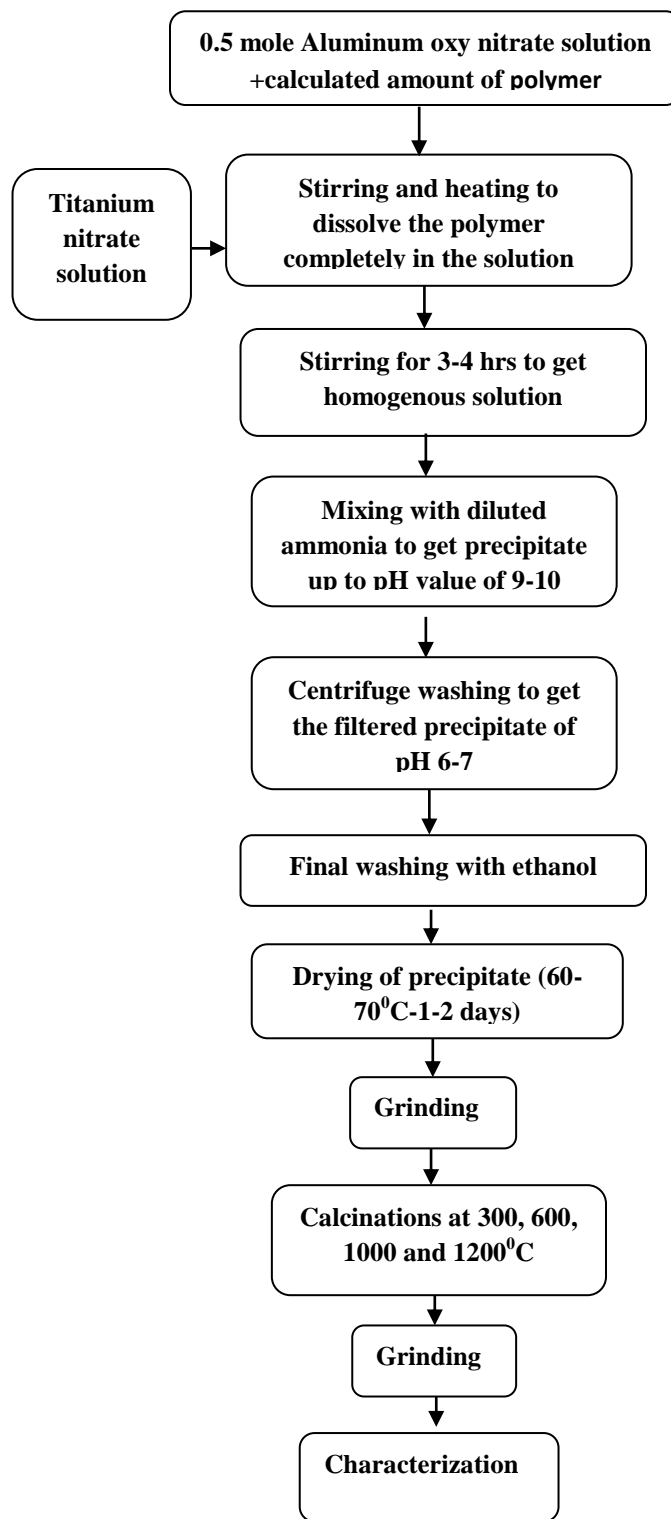 0.5 mole Aluminum oxy nitrate solution
+calculated amount of polymer
Titanium
nitrate
solution
Stirring and heating to
dissolve the polymer
completely in the solution
Stirring for 3-4 hrs to get
homogenous solution
Mixing with diluted
ammonia to get precipitate
up to pH value of 9-10
Centrifuge washing to get
the filtered precipitate of
pH 6-7
Final washing with ethanol
Drying of precipitate (60-
70⁰C-1-2 days)
Grinding
Calcinations at 300, 600,
1000 and 1200⁰C
Grinding
Characterization